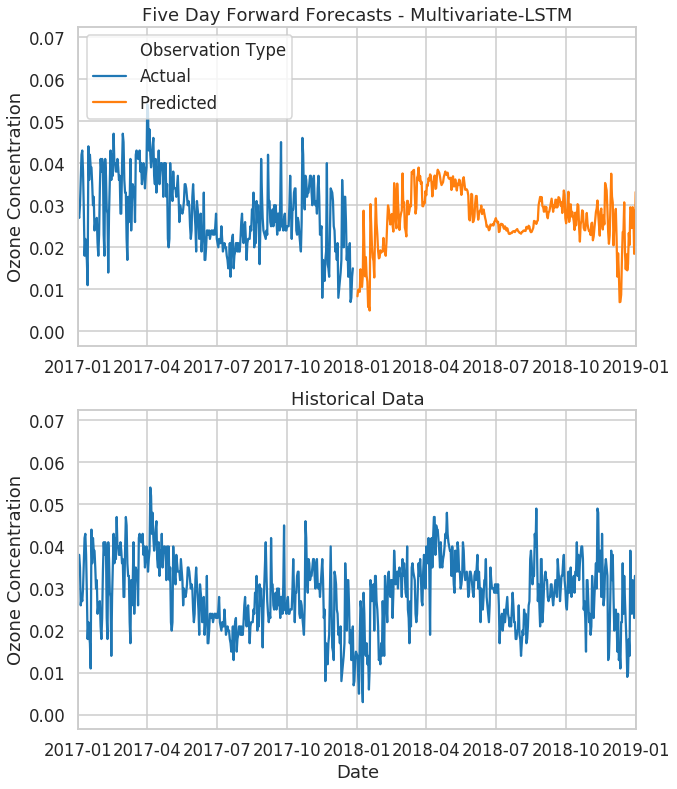 Five Day Forward Forecasts - Multivariate-LSTM
0.07
0.06
0.05
0.04
0.03
0.02
0.01
0.00
Ozone Concentration
Observation Type
Actual
Predicted
2017-01 2017-04 2017-07 2017-10 2018-01 2018-04 2018-07 2018-10 2019-01
Historical Data
0.07
0.06
0.05
0.04
0.03
0.02
0.01
0.00
Ozone Concentration
2017-01 2017-04 2017-07 2017-10 2018-01 2018-04 2018-07 2018-10 2019-01
Date